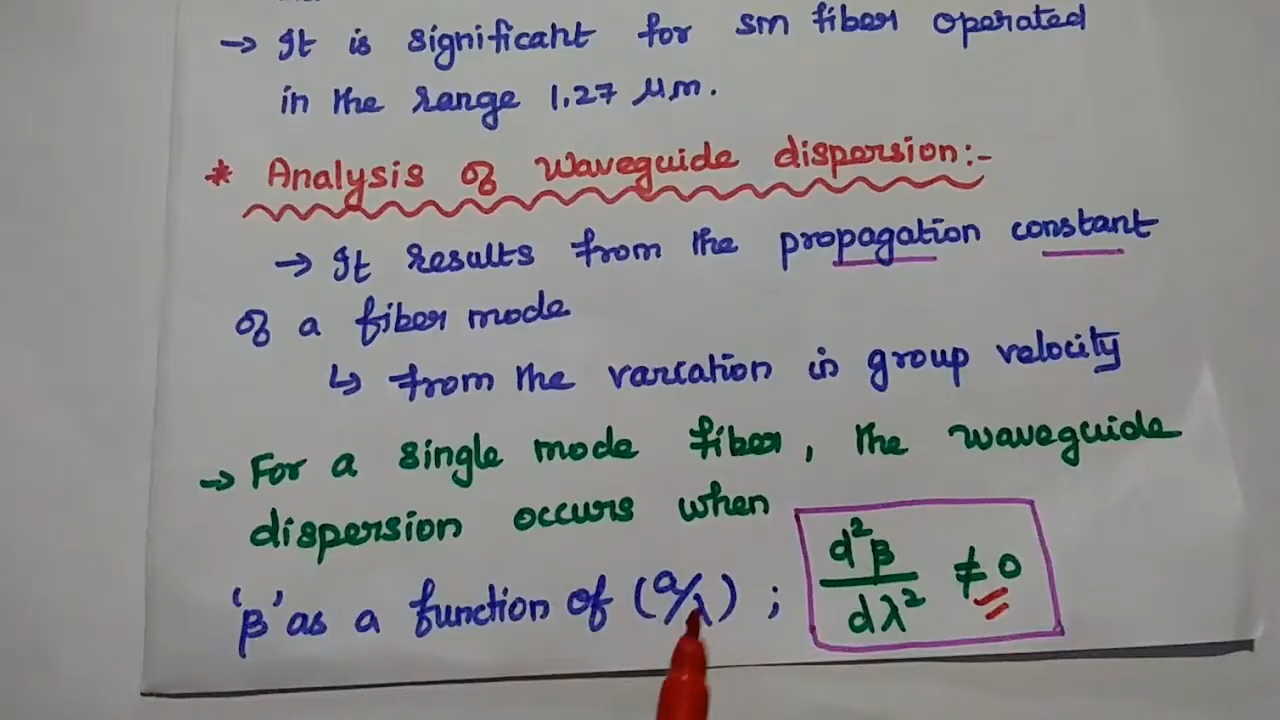 → It is significant for sm fiber operated
in the range 1.27 μm.
* Analysis of Waveguide dispersion:-
→ It results from the propagation constant
of a fiber mode
↳ from the variation in group velocity
→ For a single mode fiber, the waveguide
dispersion occurs when
'β' as a function of (a/λ) ; d²β/dλ² ≠ 0